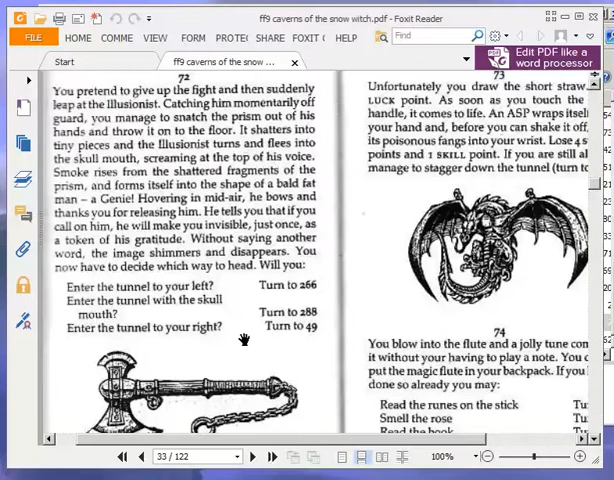 ff9 caverns of the snow witch.pdf - Foxit Reader
FILE
HOME
COMME
VIEW
FORM
PROTEC
SHARE
FOXIT C
HELP
Find
Start
ff9 caverns of the snow w...
Edit PDF like a
word processor
72
You pretend to give up the fight and then suddenly
leap at the Illusionist. Catching him momentarily off
guard, you manage to snatch the prism out of his
hands and throw it on to the floor. It shatters into
tiny pieces and the Illusionist turns and flees into
the skull mouth, screaming at the top of his voice.
Smoke rises from the shattered fragments of the
prism, and forms itself into the shape of a bald fat
man – a Genie! Hovering in mid-air, he bows and
thanks you for releasing him. He tells you that if you
call on him, he will make you invisible, just once, as
a token of his gratitude. Without saying another
word, the image shimmers and disappears. You
now have to decide which way to head. Will you:
Enter the tunnel to your left? Turn to 266
Enter the tunnel with the skull
mouth? Turn to 288
Enter the tunnel to your right? Turn to 49
73
Unfortunately you draw the short straw
LUCK point. As soon as you touch the
handle, it comes to life. An ASP wraps itsel
your hand and, before you can shake it off,
its poisonous fangs into your wrist. Lose 4 s
points and 1 SKILL point. If you are still al
manage to stagger down the tunnel (turn to
74
You blow into the flute and a jolly tune com
it without your having to play a note. You c
put the magic flute in your backpack. If you
done so already you may:
Read the runes on the stick Tu
Smell the rose Tur
Read the book
33 / 122
100%